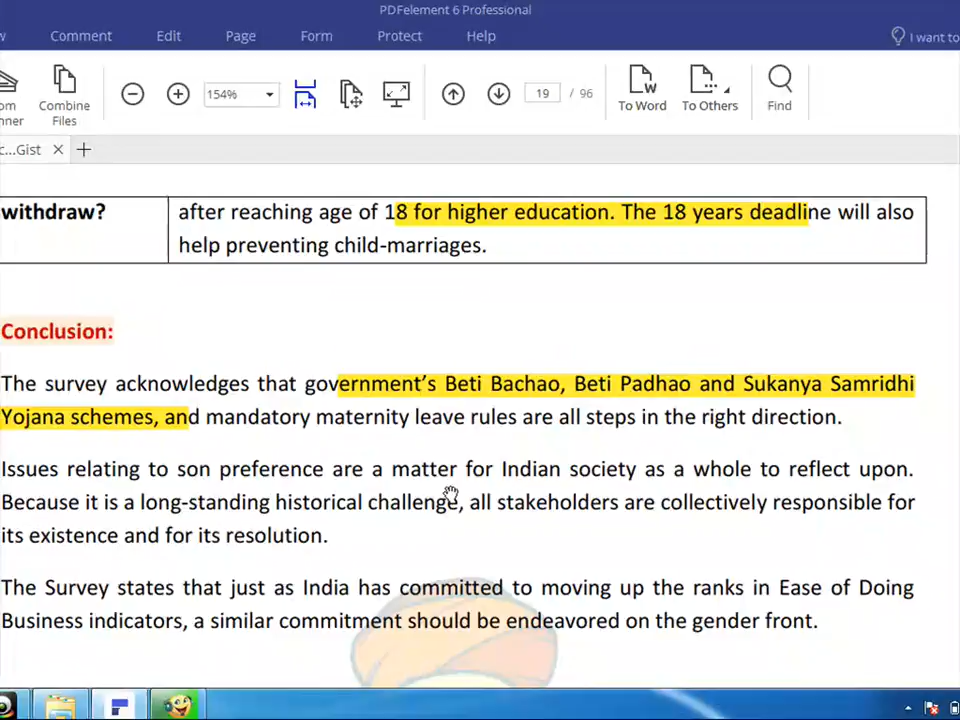 PDFelement 6 Professional
Comment Edit Page Form Protect Help I want to
Combine Files
154%
19 / 96
To Word To Others Find
...Gist
withdraw? after reaching age of 18 for higher education. The 18 years deadline will also
help preventing child-marriages.
Conclusion:
The survey acknowledges that government’s Beti Bachao, Beti Padhao and Sukanya Samridhi
Yojana schemes, and mandatory maternity leave rules are all steps in the right direction.
Issues relating to son preference are a matter for Indian society as a whole to reflect upon.
Because it is a long-standing historical challenge, all stakeholders are collectively responsible for
its existence and for its resolution.
The Survey states that just as India has committed to moving up the ranks in Ease of Doing
Business indicators, a similar commitment should be endeavored on the gender front.